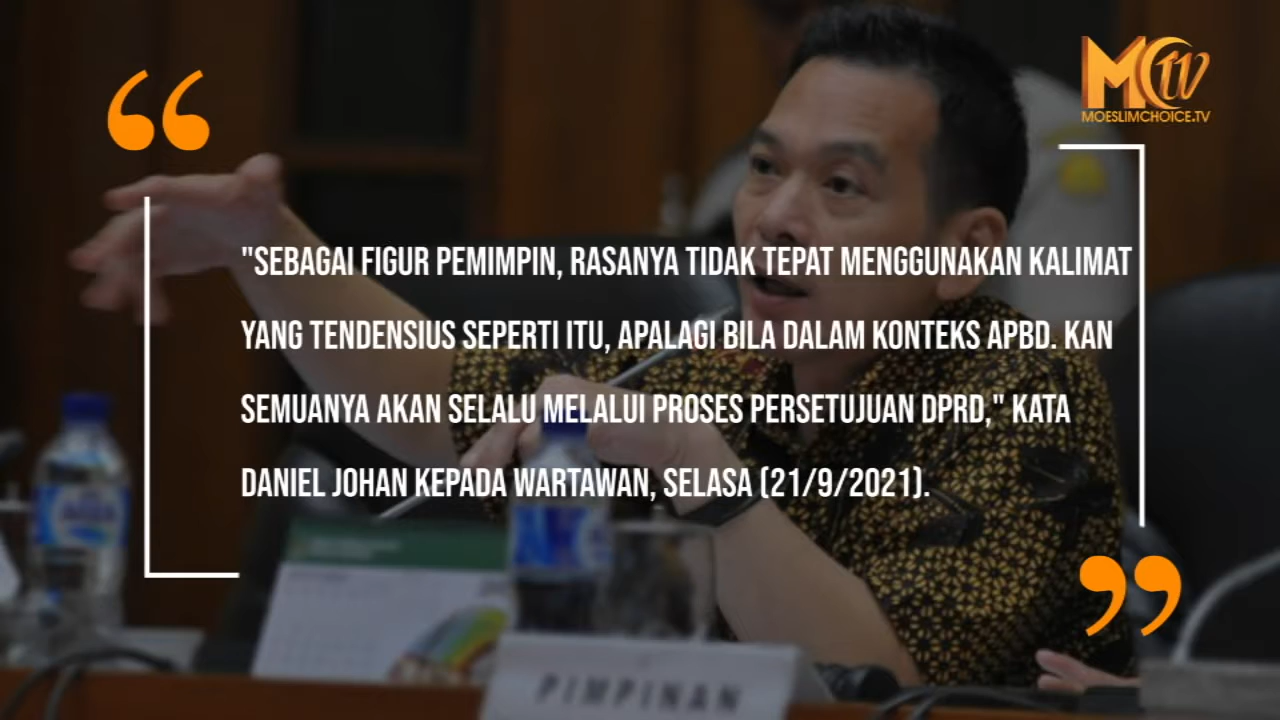 MCTV
MOESLIMCHOICE.TV
"SEBAGAI FIGUR PEMIMPIN, RASANYA TIDAK TEPAT MENGGUNAKAN KALIMAT
YANG TENDENSIUS SEPERTI ITU, APALAGI BILA DALAM KONTEKS APBD. KAN
SEMUANYA AKAN SELALU MELALUI PROSES PERSETUJUAN DPRD," KATA
DANIEL JOHAN KEPADA WARTAWAN, SELASA (21/9/2021).
PIMPINAN